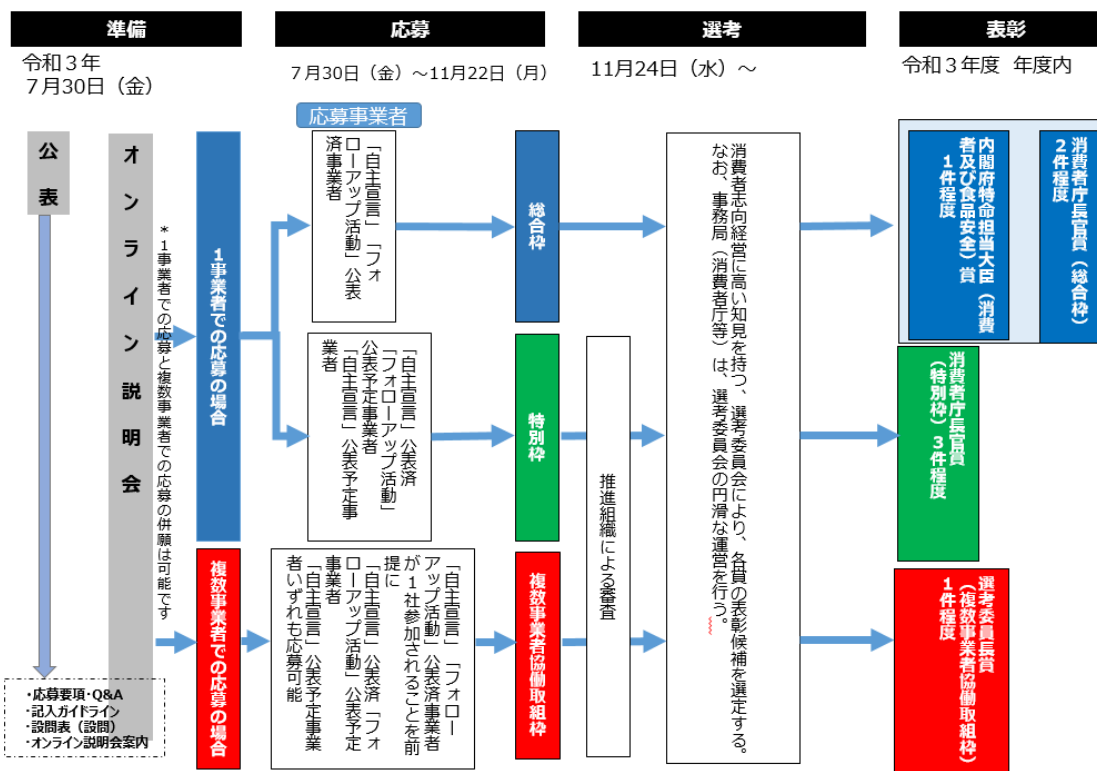 準備
応募
選考
表彰
令和３年
７月30日（金）
７月30日（金）～11月22日（月）
11月24日（水）～
令和３年度 年度内
公表
オンライン説明会
＊１事業者での応募と複数事業者での応募の併願は可能です
・応募要項・Q&A
・記入ガイドライン
・設問表（設問）
・オンライン説明会案内
１事業者での応募の場合
複数事業者での応募の場合
応募事業者
「自主宣言」「フォ
ローアップ活動」公表
済事業者
「自主宣言」公表済
「フォローアップ活動」
公表予定事業者
「自主宣言」公表予定事
業者
「自主宣言」「フォロー
アップ活動」公表済事業者
が１社参加されることを前
提に
「自主宣言」公表済「フォ
ローアップ活動」公表予定
事業者
「自主宣言」公表予定事業
者いずれも応募可能
総合枠
特別枠
複数事業者協働取組枠
推進組織による審査
消費者志向経営に高い知見を持つ、選考委員会により、各賞の表彰候補を選定する。
なお、事務局（消費者庁等）は、選考委員会の円滑な運営を行う。
消費者庁長官賞（総合枠）
２件程度
内閣府特命担当大臣（消費
者及び食品安全）賞
１件程度
消費者庁長官賞
（特別枠）３件程度
選考委員長賞
（複数事業者協働取組枠）
１件程度